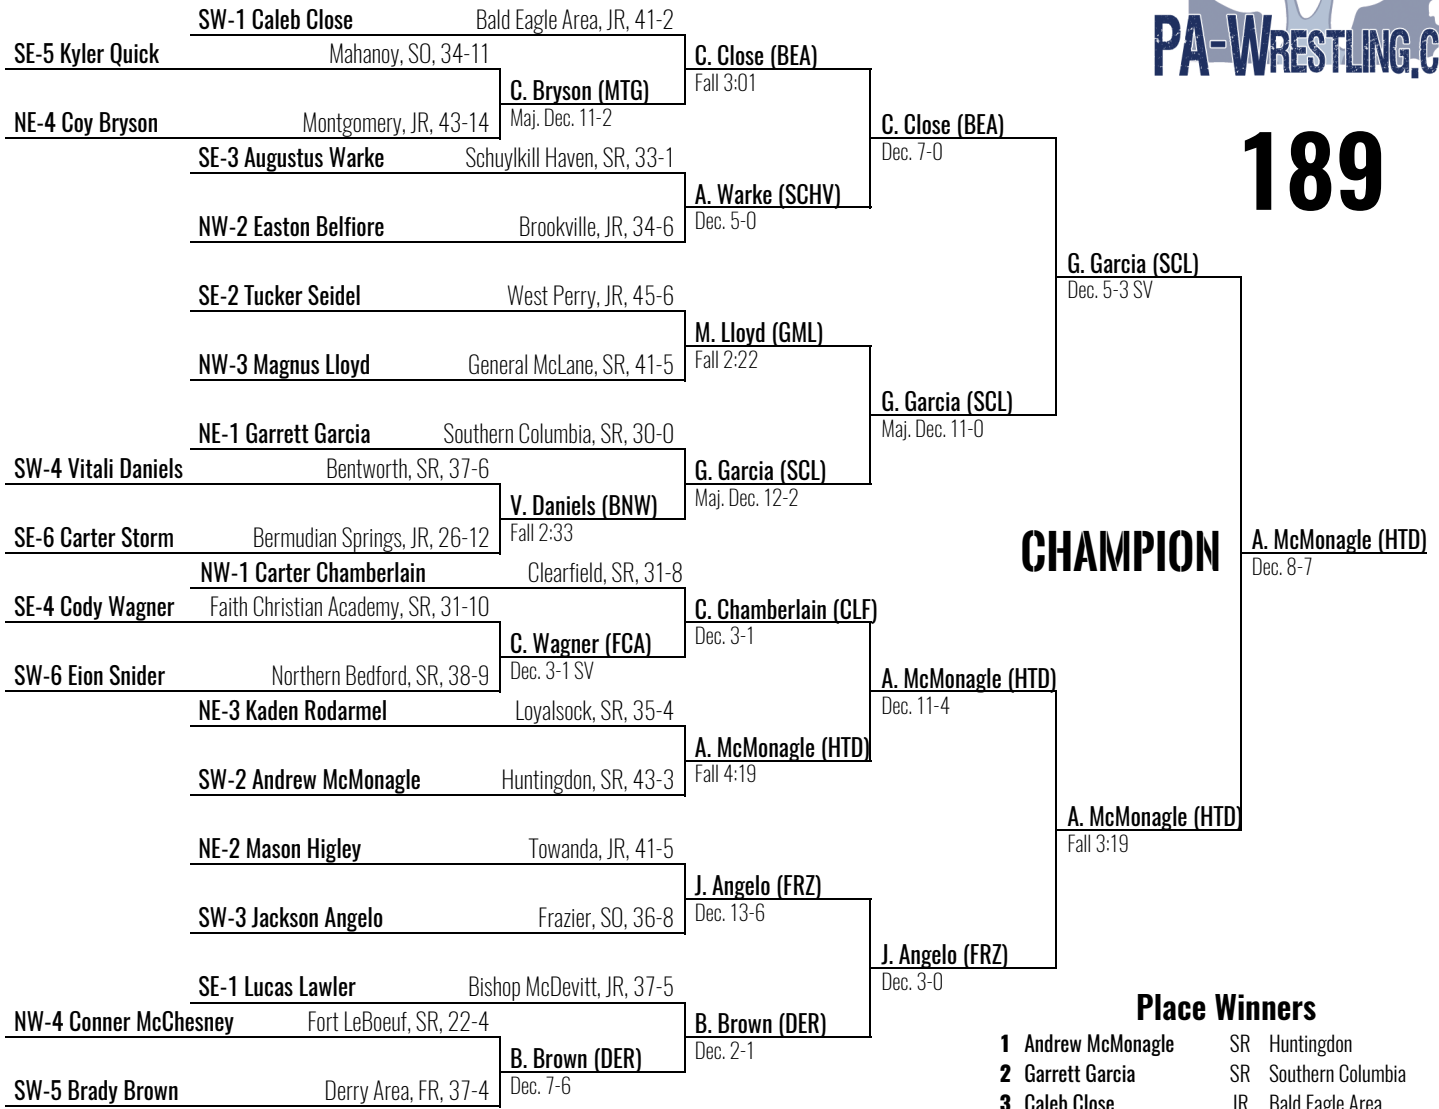 SW-1 Caleb Close Bald Eagle Area, JR, 41-2
SE-5 Kyler Quick Mahanoy, SO, 34-11
C. Close (BEA)
Fall 3:01
C. Bryson (MTG)
Maj. Dec. 11-2
NE-4 Coy Bryson Montgomery, JR, 43-14
C. Close (BEA)
Dec. 7-0
SE-3 Augustus Warke Schuylkill Haven, SR, 33-1
A. Warke (SCHV)
Dec. 5-0
NW-2 Easton Belfiore Brookville, JR, 34-6
PA-WRESTLING.C
189
G. Garcia (SCL)
Dec. 5-3 SV
SE-2 Tucker Seidel West Perry, JR, 45-6
M. Lloyd (GML)
Fall 2:22
NW-3 Magnus Lloyd General McLane, SR, 41-5
G. Garcia (SCL)
Maj. Dec. 11-0
NE-1 Garrett Garcia Southern Columbia, SR, 30-0
SW-4 Vitali Daniels Bentworth, SR, 37-6
G. Garcia (SCL)
Maj. Dec. 12-2
V. Daniels (BNW)
Fall 2:33
SE-6 Carter Storm Bermudian Springs, JR, 26-12
CHAMPION
A. McMonagle (HTD)
Dec. 8-7
NW-1 Carter Chamberlain Clearfield, SR, 31-8
SE-4 Cody Wagner Faith Christian Academy, SR, 31-10
C. Chamberlain (CLF)
Dec. 3-1
C. Wagner (FCA)
Dec. 3-1 SV
SW-6 Eion Snider Northern Bedford, SR, 38-9
A. McMonagle (HTD)
Dec. 11-4
NE-3 Kaden Rodarmel Loyalsock, SR, 35-4
A. McMonagle (HTD)
Fall 4:19
SW-2 Andrew McMonagle Huntingdon, SR, 43-3
A. McMonagle (HTD)
Fall 3:19
NE-2 Mason Higley Towanda, JR, 41-5
J. Angelo (FRZ)
Dec. 13-6
SW-3 Jackson Angelo Frazier, SO, 36-8
J. Angelo (FRZ)
Dec. 3-0
SE-1 Lucas Lawler Bishop McDevitt, JR, 37-5
NW-4 Conner McChesney Fort LeBoeuf, SR, 22-4
B. Brown (DER)
Dec. 2-1
B. Brown (DER)
Dec. 7-6
SW-5 Brady Brown Derry Area, FR, 37-4
Place Winners
1 Andrew McMonagle SR Huntingdon
2 Garrett Garcia SR Southern Columbia
3 Caleb Close JR Bald Eagle Area